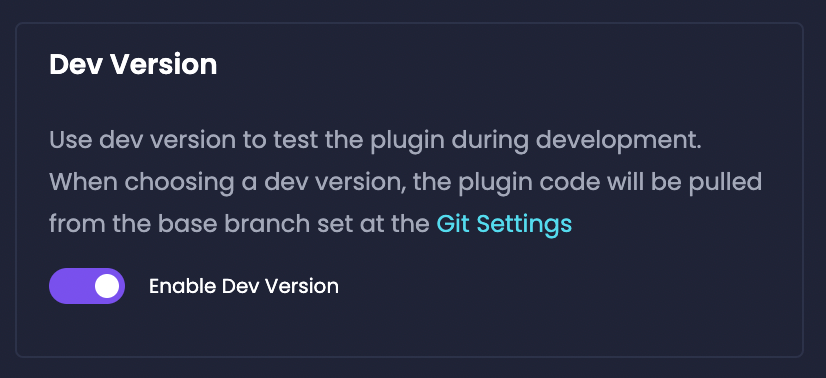 Dev Version
Use dev version to test the plugin during development.
When choosing a dev version, the plugin code will be pulled
from the base branch set at the Git Settings
Enable Dev Version